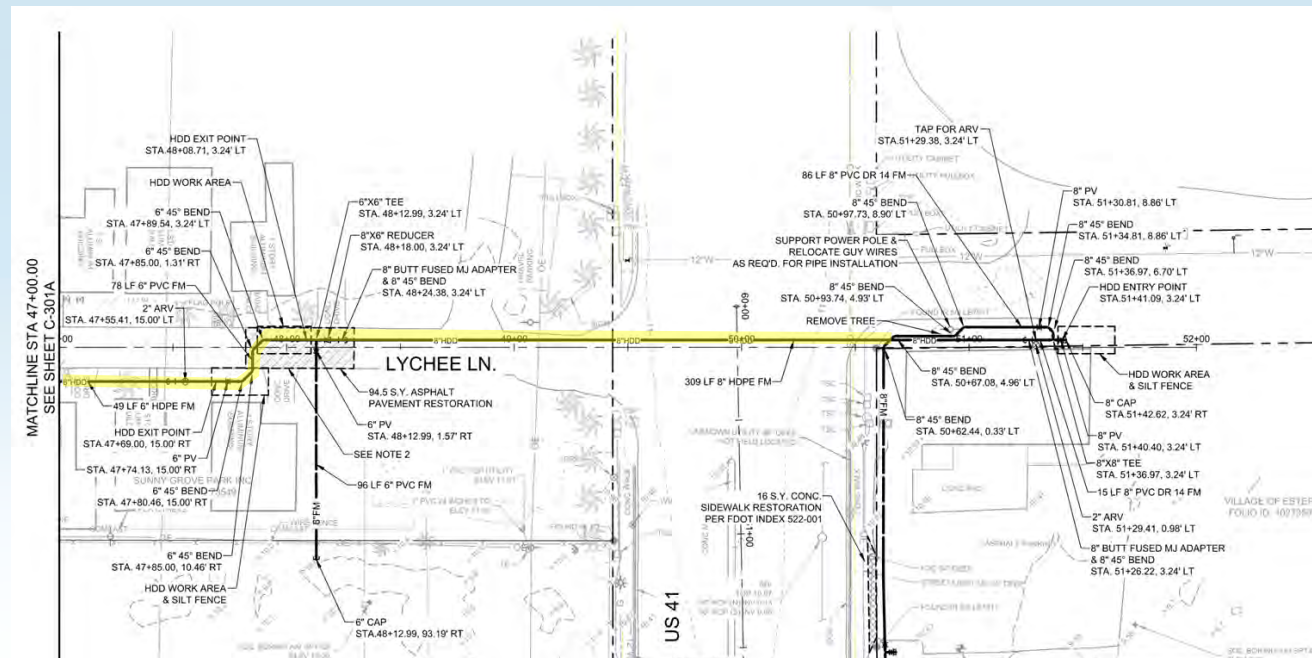 MATCHLINE STA 47+00.00
SEE SHEET C-301A
HDD EXIT POINT
STA.48+08.71, 3.24' LT
HDD WORK AREA
6" 45° BEND
STA. 47+89.54, 3.24' LT
6" 45° BEND
STA. 47+85.00, 1.31' RT
78 LF 6" PVC FM
2" ARV
STA. 47+55.41, 15.00' LT
49 LF 6" HDPE FM
HDD EXIT POINT
STA. 47+69.00, 15.00' RT
6" PV
STA. 47+74.13, 15.00' RT
SUNNY GROVE PARK INC
6" 45° BEND
STA. 47+80.46, 15.00' RT
COMCAST
6" 45° BEND
STA. 47+85.00, 10.46' RT
HDD WORK AREA
& SILT FENCE
6"X6" TEE
STA. 48+12.99, 3.24' LT
8"X6" REDUCER
STA. 48+18.00, 3.24' LT
8" BUTT FUSED MJ ADAPTER
& 8" 45° BEND
STA. 48+24.38, 3.24' LT
LYCHEE LN.
94.5 S.Y. ASPHALT
PAVEMENT RESTORATION
6" PV
STA. 48+12.99, 1.57' RT
SEE NOTE 2
96 LF 6" PVC FM
6" CAP
STA.48+12.99, 93.19' RT
US 41
309 LF 8" HDPE FM
50+00
12"W
TAP FOR ARV
STA.51+29.38, 3.24' LT
86 LF 8" PVC DR 14 FM
8" 45° BEND
STA. 50+97.73, 8.90' LT
SUPPORT POWER POLE &
RELOCATE GUY WIRES
AS REQ'D. FOR PIPE INSTALLATION
8" 45° BEND
STA. 50+93.74, 4.93' LT
REMOVE TREE
8" PV
STA. 51+30.81, 8.86' LT
8" 45° BEND
STA. 51+34.81, 8.86' LT
12"W
8" 45° BEND
STA. 51+36.97, 6.70' LT
HDD ENTRY POINT
STA.51+41.09, 3.24' LT
52+00
8" 45° BEND
STA. 50+67.08, 4.96' LT
8" 45° BEND
STA. 50+62.44, 0.33' LT
HDD WORK AREA
& SILT FENCE
8" CAP
STA. 51+42.62, 3.24' RT
8" PV
STA. 51+40.40, 3.24' LT
8"X8" TEE
STA. 51+36.97, 3.24' LT
15 LF 8" PVC DR 14 FM
2" ARV
STA. 51+29.41, 0.98' LT
8" BUTT FUSED MJ ADAPTER
& 8" 45° BEND
STA. 51+26.22, 3.24' LT
16 S.Y. CONC.
SIDEWALK RESTORATION
PER FDOT INDEX 522-001
8"FM